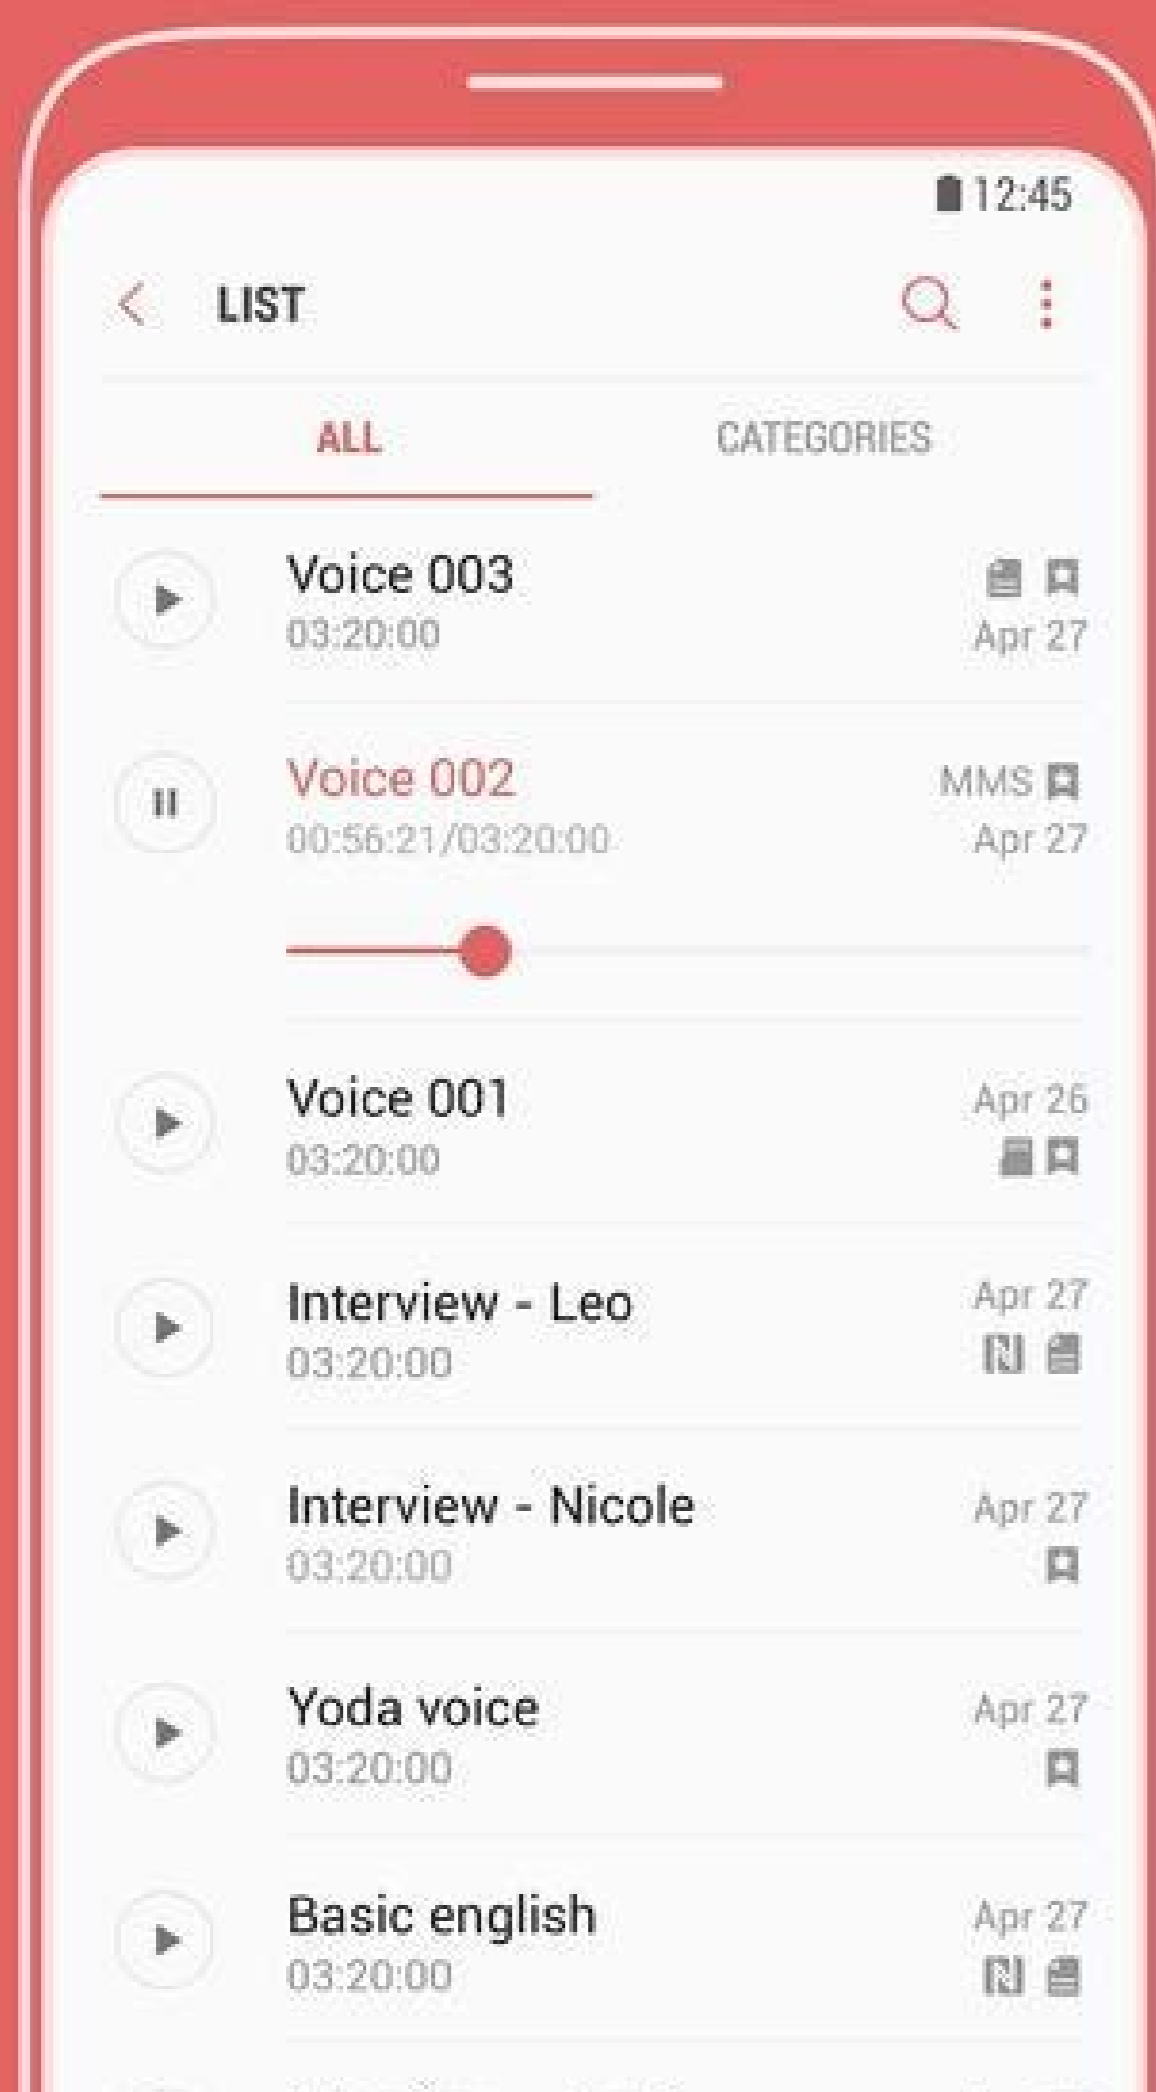 12:45
LIST
ALL CATEGORIES
Voice 003
03:20:00 Apr 27
Voice 002 MMS
00:56:21/03:20:00 Apr 27
Voice 001 Apr 26
03:20:00
Interview - Leo Apr 27
03:20:00
Interview - Nicole Apr 27
03:20:00
Yoda voice Apr 27
03:20:00
Basic english Apr 27
03:20:00